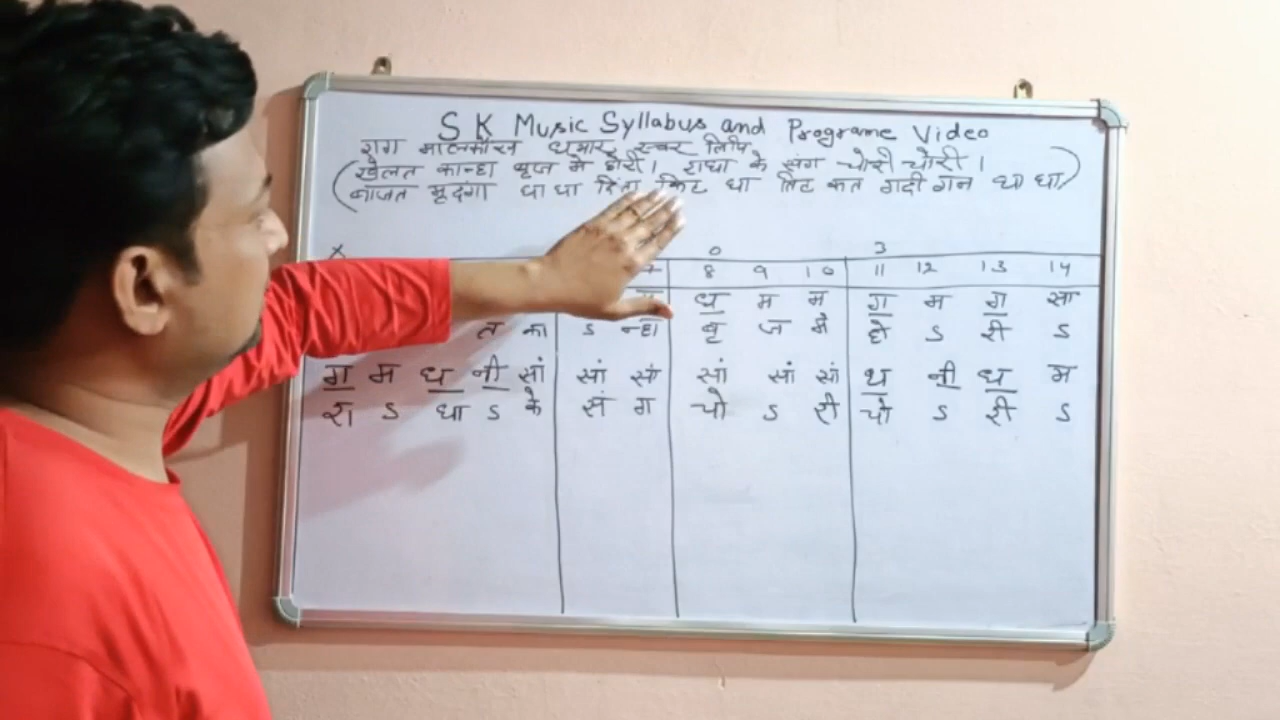 S K Music Syllabus and Programe Video
राग मालकौंस धमार स्वर लिपि
(खेलत कान्हा बृज मे होरी। राधा के संग चोरी चोरी।
बाजत मृदंगा धा धा किट धा तिट कत गदी गन धा धा)
X 0 3
8 9 10 11 12 13 14
ध म म ग म ग सा
त का ऽ न्हा बृ ज मे हो ऽ री ऽ
ग म ध नी सां सां सां सां सां सां ध नी ध म
रा ऽ धा ऽ के सं ग चो ऽ री चो ऽ री ऽ